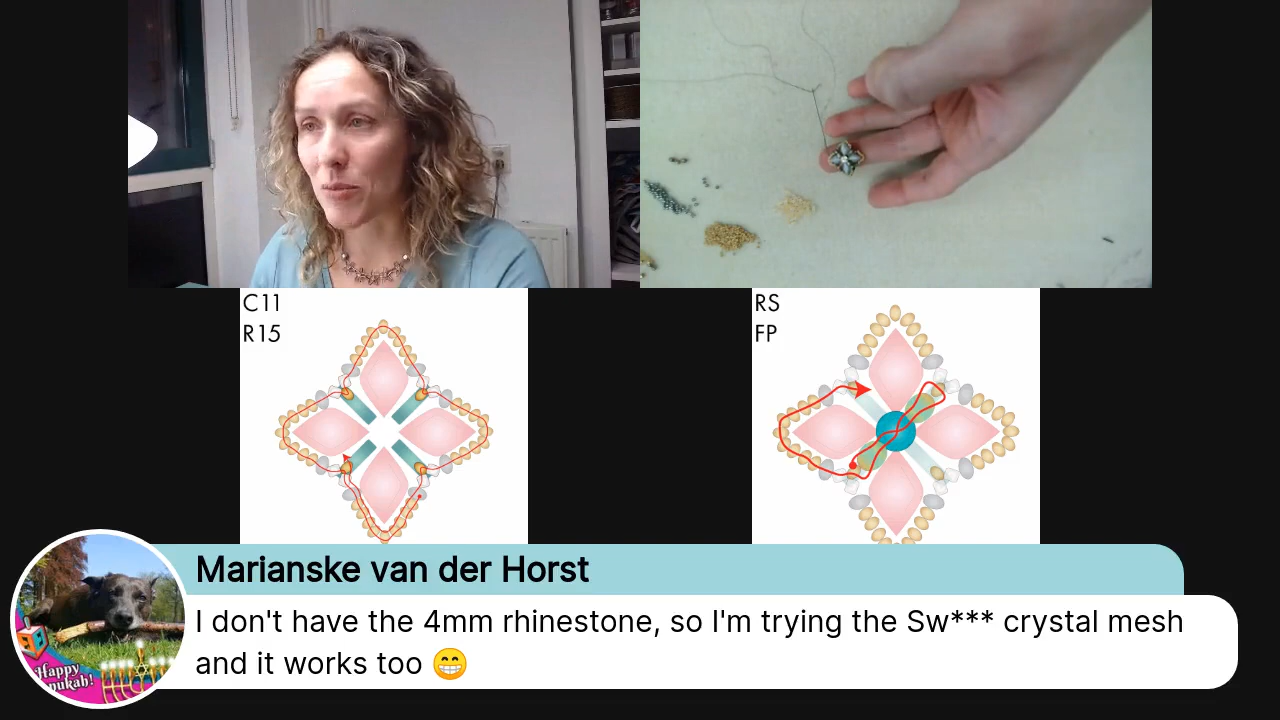 C11
R15
RS
FP
Marianske van der Horst
I don't have the 4mm rhinestone, so I'm trying the Sw*** crystal mesh
and it works too 😁
Happy
nukah!